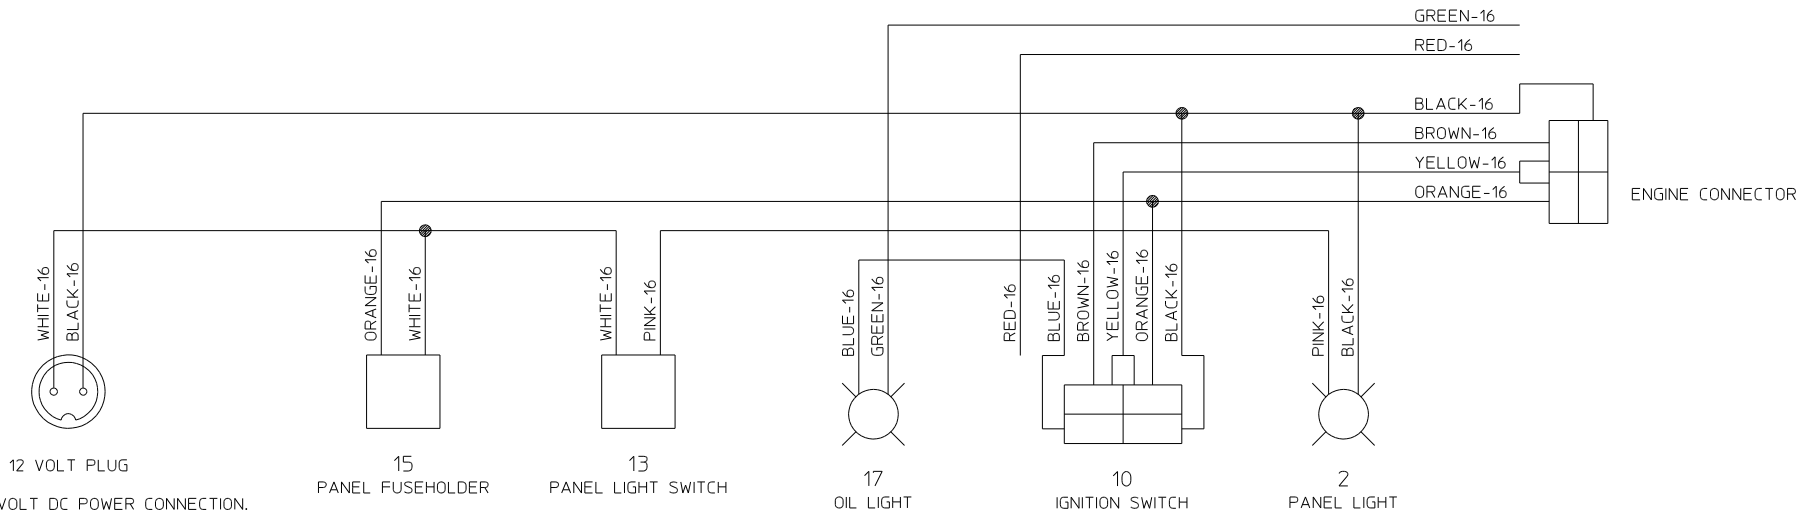 GREEN-16
RED-16
BLACK-16
BROWN-16
YELLOW-16
ORANGE-16
ENGINE CONNECTOR
WHITE-16
BLACK-16
ORANGE-16
WHITE-16
WHITE-16
PINK-16
BLUE-16
GREEN-16
RED-16
BLUE-16
BROWN-16
YELLOW-16
ORANGE-16
BLACK-16
PINK-16
BLACK-16
12 VOLT PLUG
VOLT DC POWER CONNECTION.
15
PANEL FUSEHOLDER
13
PANEL LIGHT SWITCH
17
OIL LIGHT
10
IGNITION SWITCH
2
PANEL LIGHT